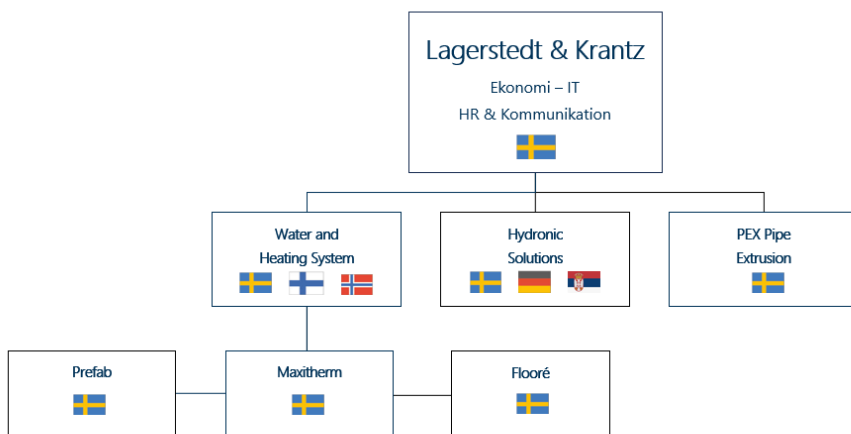 Lagerstedt & Krantz
Ekonomi – IT
HR & Kommunikation
Water and
Heating System
Hydronic
Solutions
PEX Pipe
Extrusion
Prefab
Maxitherm
Flooré